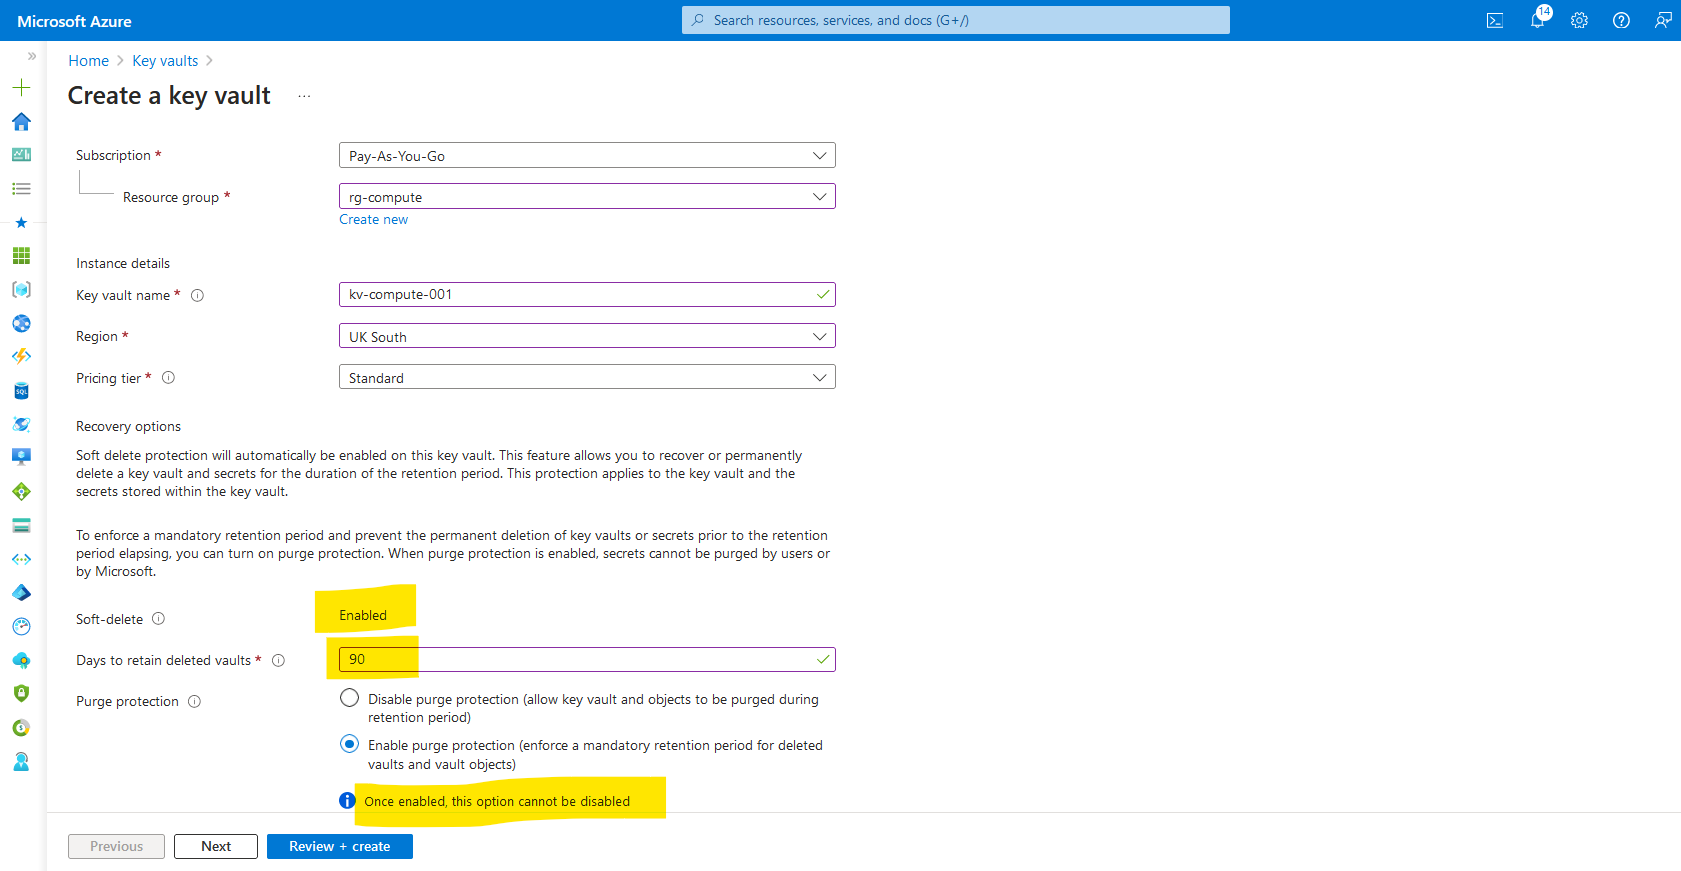 Microsoft Azure
Search resources, services, and docs (G+/)
14
Home > Key vaults >
Create a key vault ...
Subscription *
Pay-As-You-Go
Resource group *
rg-compute
Create new
Instance details
Key vault name *
kv-compute-001
Region *
UK South
Pricing tier *
Standard
Recovery options
Soft delete protection will automatically be enabled on this key vault. This feature allows you to recover or permanently
delete a key vault and secrets for the duration of the retention period. This protection applies to the key vault and the
secrets stored within the key vault.
To enforce a mandatory retention period and prevent the permanent deletion of key vaults or secrets prior to the retention
period elapsing, you can turn on purge protection. When purge protection is enabled, secrets cannot be purged by users or
by Microsoft.
Soft-delete
Enabled
Days to retain deleted vaults *
90
Purge protection
Disable purge protection (allow key vault and objects to be purged during
retention period)
Enable purge protection (enforce a mandatory retention period for deleted
vaults and vault objects)
Once enabled, this option cannot be disabled
Previous
Next
Review + create
SQL